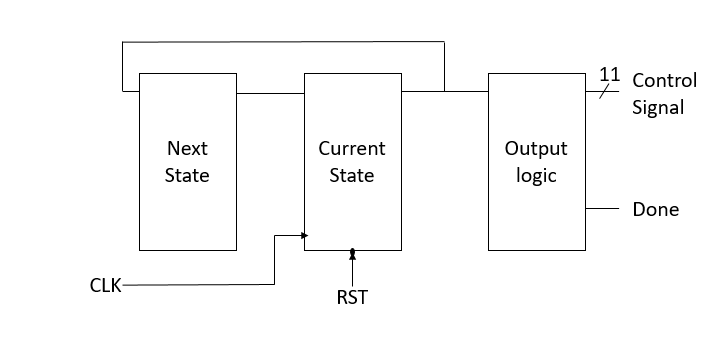 11
Control
Signal
Next
State
Current
State
Output
logic
Done
CLK
RST